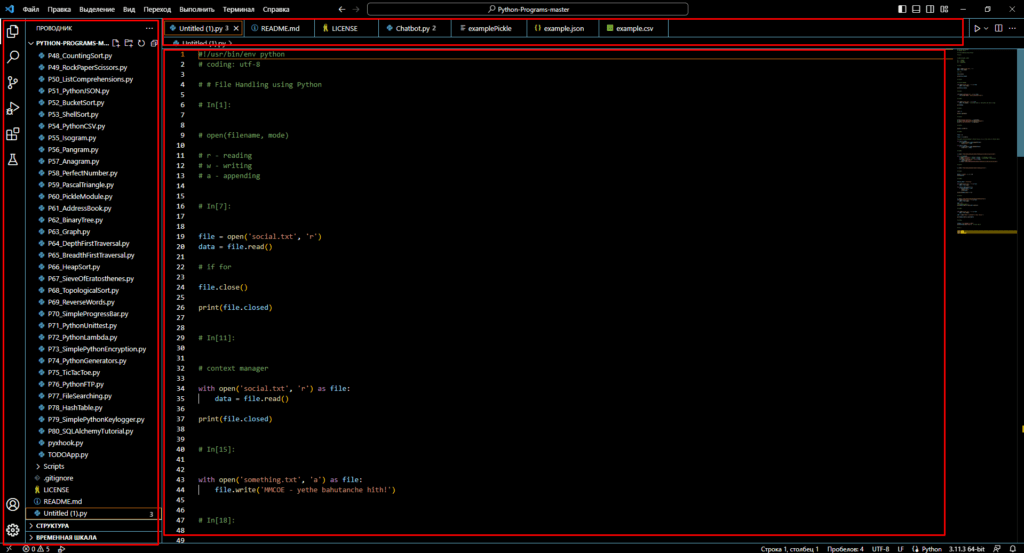 Файл Правка Выделение Вид Переход Выполнить Терминал Справка
Python-Programs-master
ПРОВОДНИК
PYTHON-PROGRAMS-M...
P48_CountingSort.py
P49_RockPaperScissors.py
P50_ListComprehensions.py
P51_PythonJSON.py
P52_BucketSort.py
P53_ShellSort.py
P54_PythonCSV.py
P55_Isogram.py
P56_Pangram.py
P57_Anagram.py
P58_PerfectNumber.py
P59_PascalTriangle.py
P60_PickleModule.py
P61_AddressBook.py
P62_BinaryTree.py
P63_Graph.py
P64_DepthFirstTraversal.py
P65_BreadthFirstTraversal.py
P66_HeapSort.py
P67_SieveOfEratosthenes.py
P68_TopologicalSort.py
P69_ReverseWords.py
P70_SimpleProgressBar.py
P71_PythonUnittest.py
P72_PythonLambda.py
P73_SimplePythonEncryption.py
P74_PythonGenerators.py
P75_TicTacToe.py
P76_PythonFTP.py
P77_FileSearching.py
P78_HashTable.py
P79_SimplePythonKeylogger.py
P80_SQLAlchemyTutorial.py
pyxhook.py
TODOApp.py
Scripts
.gitignore
LICENSE
README.md
Untitled (1).py 3
СТРУКТУРА
ВРЕМЕННАЯ ШКАЛА
Untitled (1).py 3 README.md LICENSE Chatbot.py 2 examplePickle example.json example.csv
Untitled (1).py
1 #!/usr/bin/env python
2 # coding: utf-8
3
4 # # File Handling using Python
5
6 # In[1]:
7
8
9 # open(filename, mode)
10
11 # r - reading
12 # w - writing
13 # a - appending
14
15
16 # In[7]:
17
18
19 file = open('social.txt', 'r')
20 data = file.read()
21
22 # if for
23
24 file.close()
25
26 print(file.closed)
27
28
29 # In[11]:
30
31
32 # context manager
33
34 with open('social.txt', 'r') as file:
35 data = file.read()
36
37 print(file.closed)
38
39
40 # In[15]:
41
42
43 with open('something.txt', 'a') as file:
44 file.write('MMCOE - yethe bahutanche hith!')
45
46
47 # In[18]:
48
49
0 5 Строка 1, столбец 1 Пробелов: 4 UTF-8 LF Python 3.11.3 64-bit